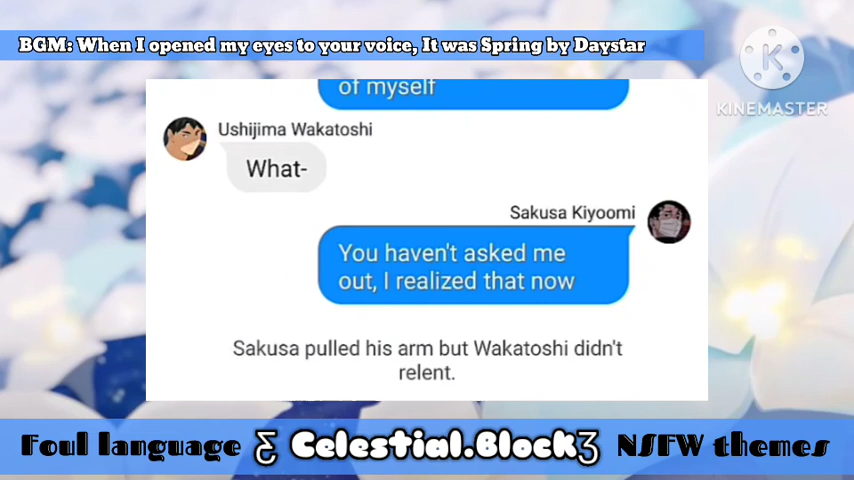 BGM: When I opened my eyes to your voice, It was Spring by Daystar
KINEMASTER
of myself
Ushijima Wakatoshi
What-
Sakusa Kiyoomi
You haven't asked me
out, I realized that now
Sakusa pulled his arm but Wakatoshi didn't
relent.
Foul language Ƹ Celestial.BlockƷ NSFW themes